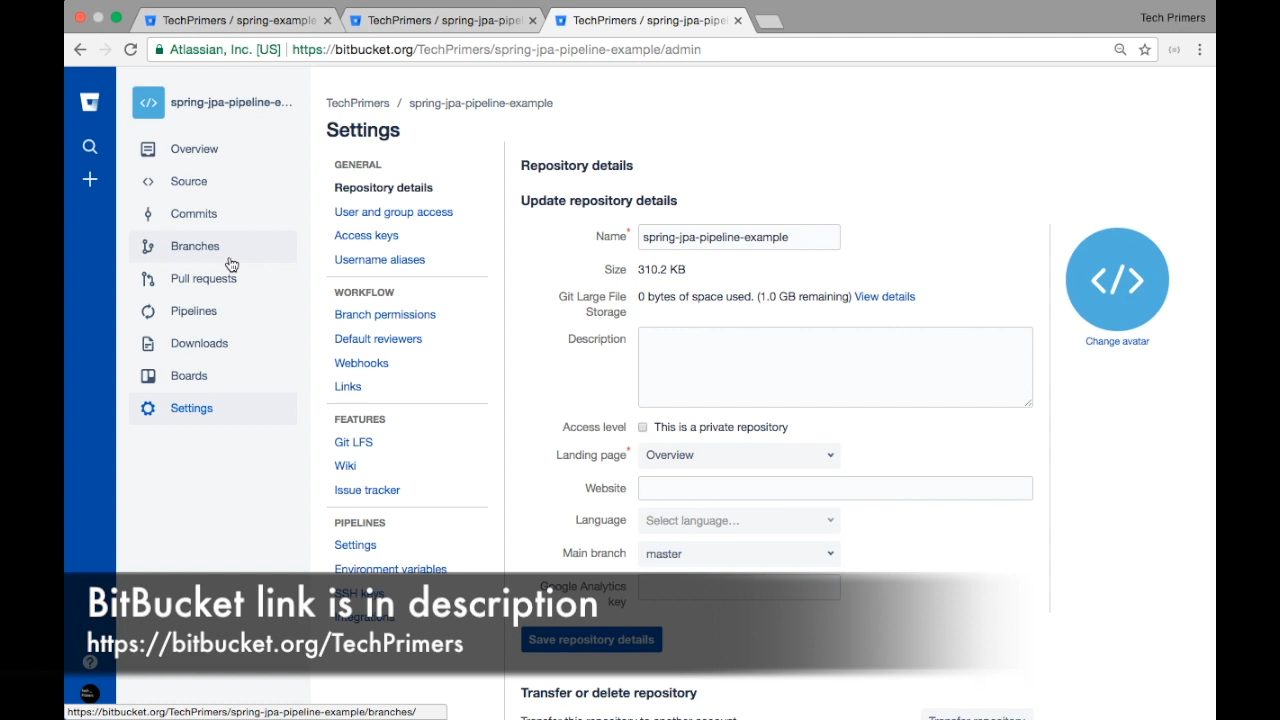 TechPrimers / spring-example
TechPrimers / spring-jpa-pipel
TechPrimers / spring-jpa-pipe
Tech Primers
Atlassian, Inc. [US]
https://bitbucket.org/TechPrimers/spring-jpa-pipeline-example/admin
spring-jpa-pipeline-e...
Overview
Source
Commits
Branches
Pull requests
Pipelines
Downloads
Boards
Settings
TechPrimers / spring-jpa-pipeline-example
Settings
GENERAL
Repository details
User and group access
Access keys
Username aliases
WORKFLOW
Branch permissions
Default reviewers
Webhooks
Links
FEATURES
Git LFS
Wiki
Issue tracker
PIPELINES
Settings
Environment variables
SSH keys
Integrations
Repository details
Update repository details
Name* spring-jpa-pipeline-example
Size 310.2 KB
Git Large File Storage 0 bytes of space used. (1.0 GB remaining) View details
Description
Access level This is a private repository
Landing page* Overview
Website
Language Select language...
Main branch master
Google Analytics
key
Save repository details
Transfer or delete repository
Change avatar
BitBucket link is in description
https://bitbucket.org/TechPrimers
https://bitbucket.org/TechPrimers/spring-jpa-pipeline-example/branches/